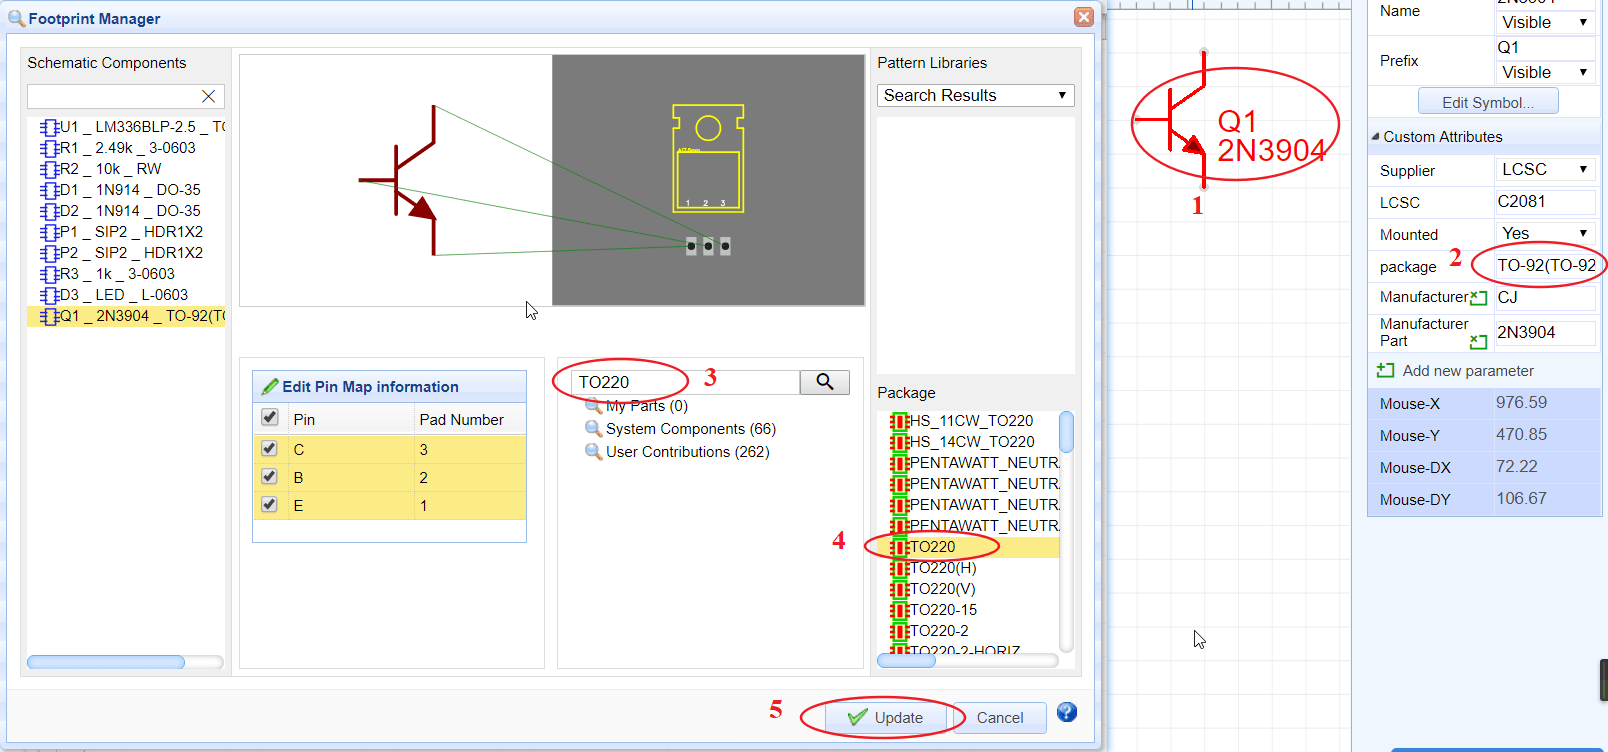 Footprint Manager
Schematic Components
U1 _ LM336BLP-2.5 _ TO
R1 _ 2.49k _ 3-0603
R2 _ 10k _ RW
D1 _ 1N914 _ DO-35
D2 _ 1N914 _ DO-35
P1 _ SIP2 _ HDR1X2
P2 _ SIP2 _ HDR1X2
R3 _ 1k _ 3-0603
D3 _ LED _ L-0603
Q1 _ 2N3904 _ TO-92(TO
1 2 3
Edit Pin Map information
Pin Pad Number
C 3
B 2
E 1
TO220
3
My Parts (0)
System Components (66)
User Contributions (262)
Pattern Libraries
Search Results
Package
HS_11CW_TO220
HS_14CW_TO220
PENTAWATT_NEUTR
PENTAWATT_NEUTR
PENTAWATT_NEUTR
PENTAWATT_NEUTR
4
TO220
TO220(H)
TO220(V)
TO220-15
TO220-2
TO220-2-HORIZ
5
Update
Cancel
?
Q1
2N3904
1
2N3904
Name
Visible
Prefix
Q1
Visible
Edit Symbol...
Custom Attributes
Supplier LCSC
LCSC C2081
Mounted Yes
2
package TO-92(TO-92
Manufacturer CJ
Manufacturer
Part
2N3904
Add new parameter
Mouse-X 976.59
Mouse-Y 470.85
Mouse-DX 72.22
Mouse-DY 106.67